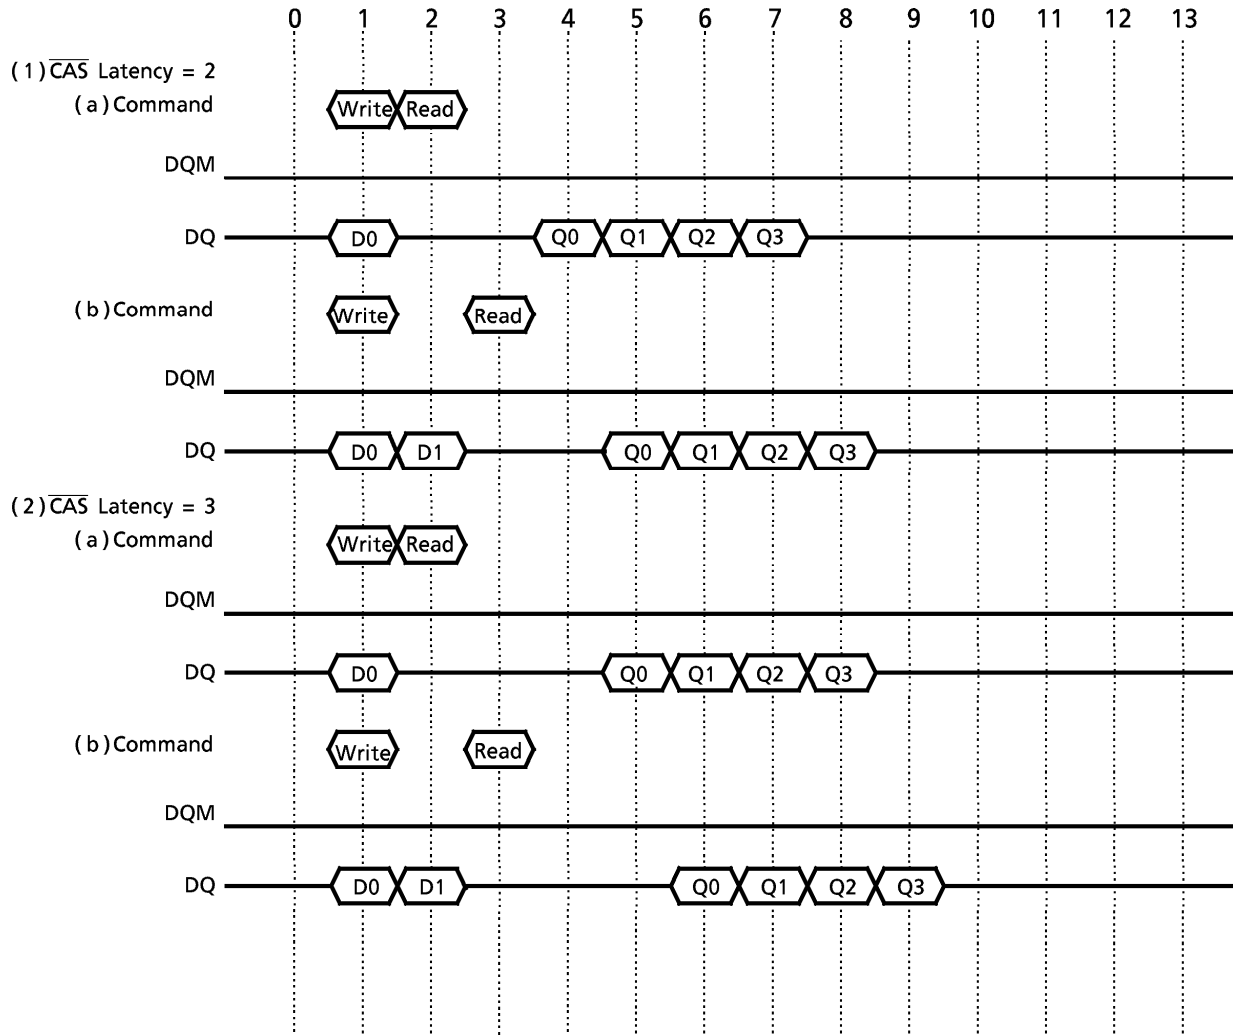 0 1 2 3 4 5 6 7 8 9 10 11 12 13
(1) C̅A̅S̅ Latency = 2
(a) Command Write Read
DQM
DQ D0 Q0 Q1 Q2 Q3
(b) Command Write Read
DQM
DQ D0 D1 Q0 Q1 Q2 Q3
(2) C̅A̅S̅ Latency = 3
(a) Command Write Read
DQM
DQ D0 Q0 Q1 Q2 Q3
(b) Command Write Read
DQM
DQ D0 D1 Q0 Q1 Q2 Q3